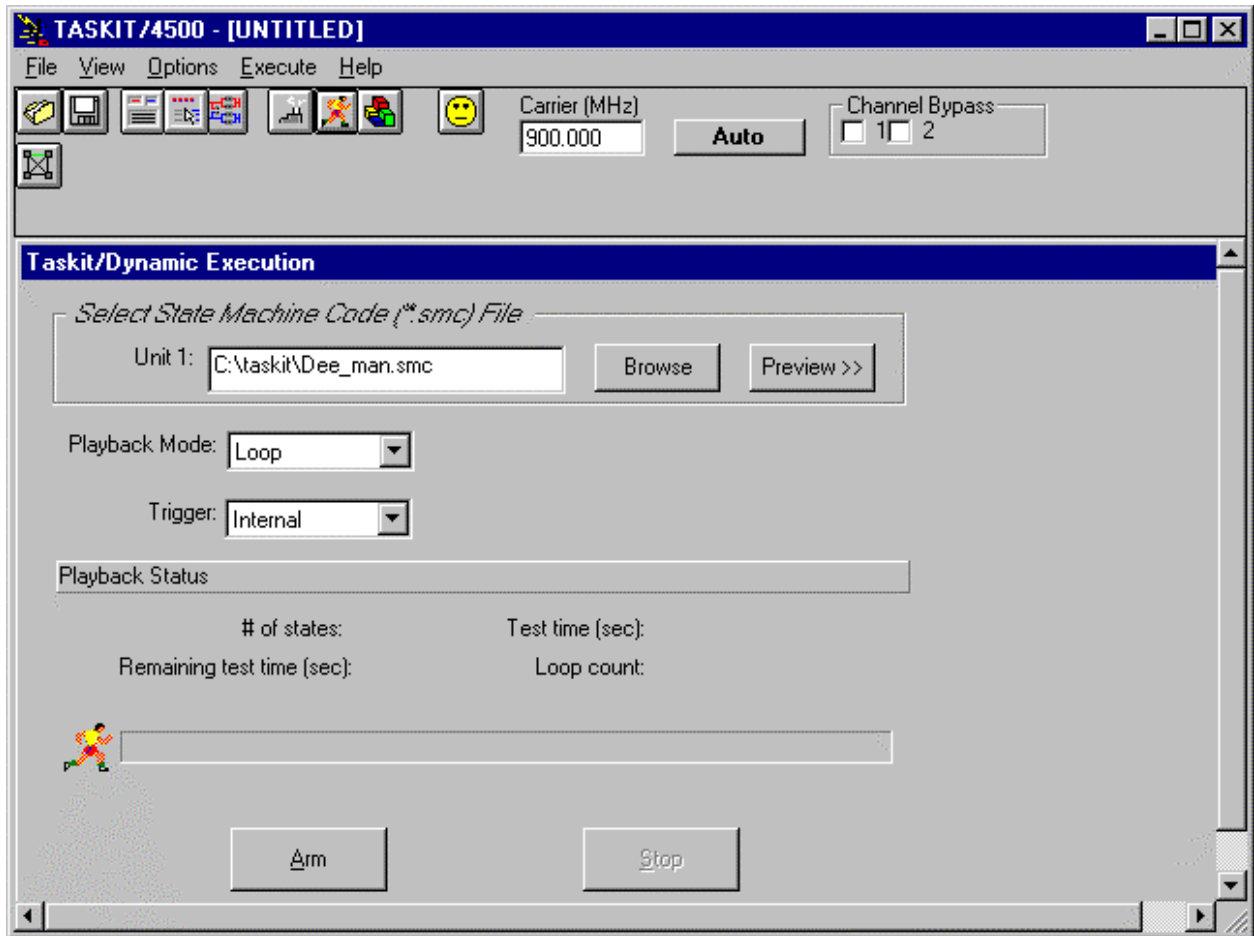 TASKIT/4500 - [UNTITLED]
File View Options Execute Help
Carrier (MHz)
900.000
Auto
Channel Bypass
1 2
Taskit/Dynamic Execution
Select State Machine Code (*.smc) File
Unit 1: C:\taskit\Dee_man.smc Browse Preview >>
Playback Mode: Loop
Trigger: Internal
Playback Status
# of states: Test time (sec):
Remaining test time (sec): Loop count:
Arm Stop